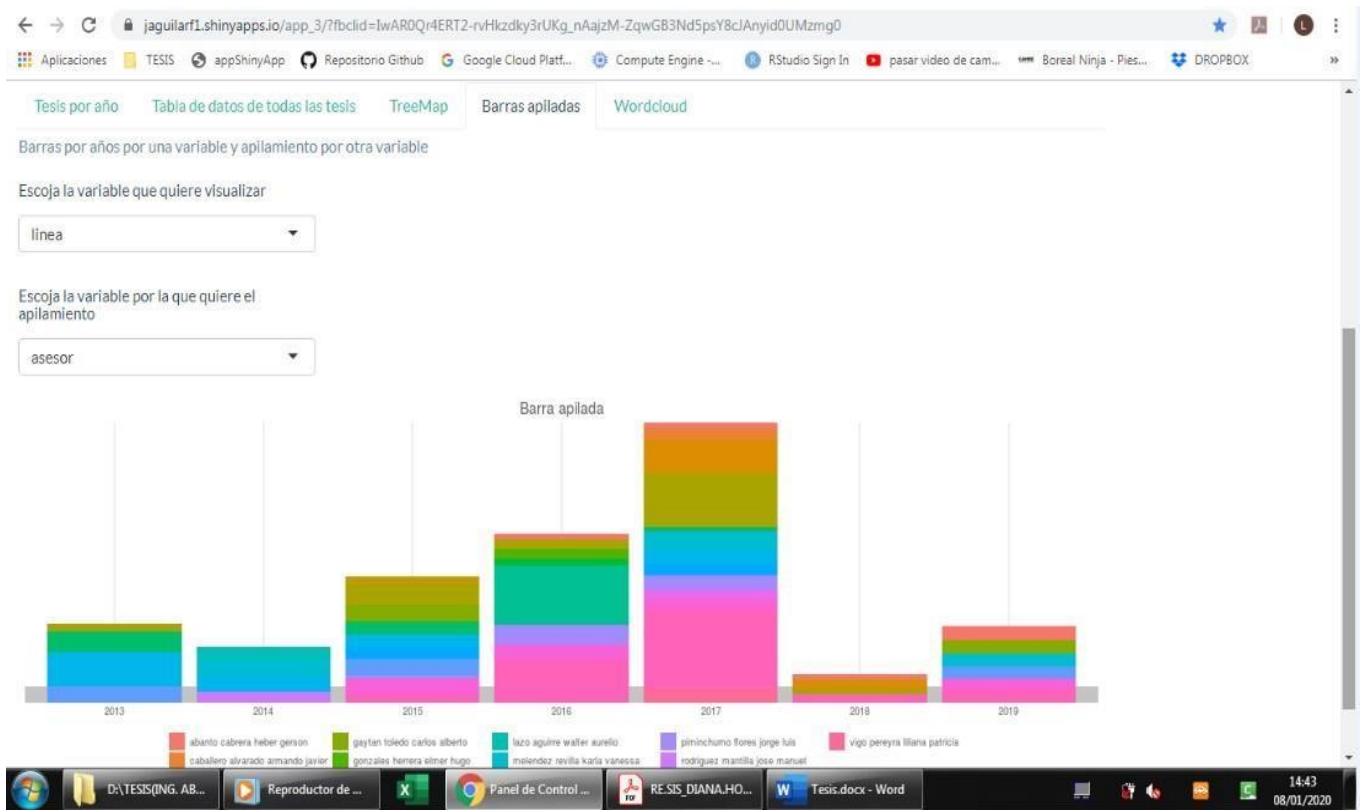 jaguilarf1.shinyapps.io/app_3/?fbclid=IwAR0Qr4ERT2-rvHkzdky3rUKg_nAajzM-ZqwGB3Nd5psY8cJAnyid0UMzmg0
L
Aplicaciones TESIS appShinyApp Repositorio Github Google Cloud Platf... Compute Engine -... RStudio Sign In pasar video de cam... Boreal Ninja - Pies... DROPBOX »
Tesis por año Tabla de datos de todas las tesis TreeMap Barras apiladas Wordcloud
Barras por años por una variable y apilamiento por otra variable
Escoja la variable que quiere visualizar
linea
Escoja la variable por la que quiere el
apilamiento
asesor
Barra apilada
2013 2014 2015 2016 2017 2018 2019
abanto cabrera heber gerson gaytan toledo carlos alberto lazo aguirre walter aurelio piminchumo flores jorge luis vigo pereyra liliana patricia
caballero alvarado armando javier gonzales herrera elmer hugo melendez revilla karla vanessa rodriguez mantilla jose manuel
D:\TESIS(ING. AB... Reproductor de ... Panel de Control ... RE.SIS_DIANA.HO... Tesis.docx - Word 14:43
08/01/2020